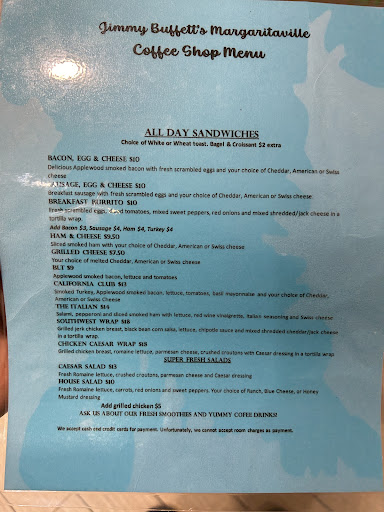 Jimmy Buffett's Margaritaville
Coffee Shop Menu
ALL DAY SANDWICHES
Choice of White or Wheat toast. Bagel & Croissant $2 extra
BACON, EGG & CHEESE $10
Delicious Applewood smoked bacon with fresh scrambled eggs and your choice of Cheddar, American or Swiss
cheese
SAUSAGE, EGG & CHEESE $10
Breakfast sausage with fresh scrambled eggs and your choice of Cheddar, American or Swiss cheese
BREAKFAST BURRITO $10
Fresh scrambled eggs, diced tomatoes, mixed sweet peppers, red onions and mixed shredded/jack cheese in a
tortilla wrap.
Add Bacon $3, Sausage $4, Ham $4, Turkey $4
HAM & CHEESE $9.50
Sliced smoked ham with your choice of Cheddar, American or Swiss cheese
GRILLED CHEESE $7.50
Your choice of melted Cheddar, American or Swiss cheese
BLT $9
Applewood smoked bacon, lettuce and tomatoes
CALIFORNIA CLUB $13
Smoked Turkey, Applewood smoked bacon, lettuce, tomatoes, basil mayonnaise and your choice of Cheddar,
American or Swiss Cheese
THE ITALIAN $14
Salami, pepperoni and sliced smoked ham with lettuce, red wine vinaigrette, Italian seasoning and Swiss cheese
SOUTHWEST WRAP $15
Grilled jerk chicken breast, black bean corn salsa, lettuce, chipotle sauce and mixed shredded cheddar/jack cheese
in a tortilla wrap.
CHICKEN CAESAR WRAP $15
Grilled chicken breast, romaine lettuce, parmesan cheese, crushed croutons with Caesar dressing in a tortilla wrap
SUPER FRESH SALADS
CAESAR SALAD $13
Fresh Romaine lettuce, crushed croutons, parmesan cheese and Caesar dressing
HOUSE SALAD $10
Fresh Romaine lettuce, carrots, red onions and sweet peppers. Your choice of Ranch, Blue Cheese, or Honey
Mustard dressing
Add grilled chicken $5
ASK US ABOUT OUR FRESH SMOOTHIES AND YUMMY COFEE DRINKS!
We accept cash and credit cards for payment. Unfortunately, we cannot accept room charges as payment.